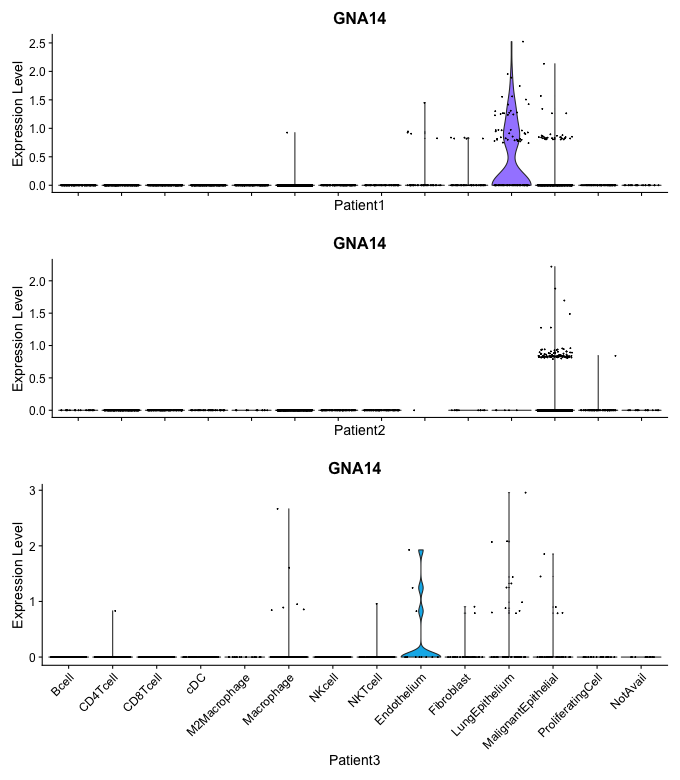 GNA14
Expression Level
2.5
2.0
1.5
1.0
0.5
0.0
Patient1
GNA14
Expression Level
2.0
1.5
1.0
0.5
0.0
Patient2
GNA14
Expression Level
3
2
1
0
Bcell
CD4Tcell
CD8Tcell
cDC
M2Macrophage
Macrophage
NKcell
NKTcell
Endothelium
Fibroblast
LungEpithelium
MalignantEpithelial
ProliferatingCell
NotAvail
Patient3